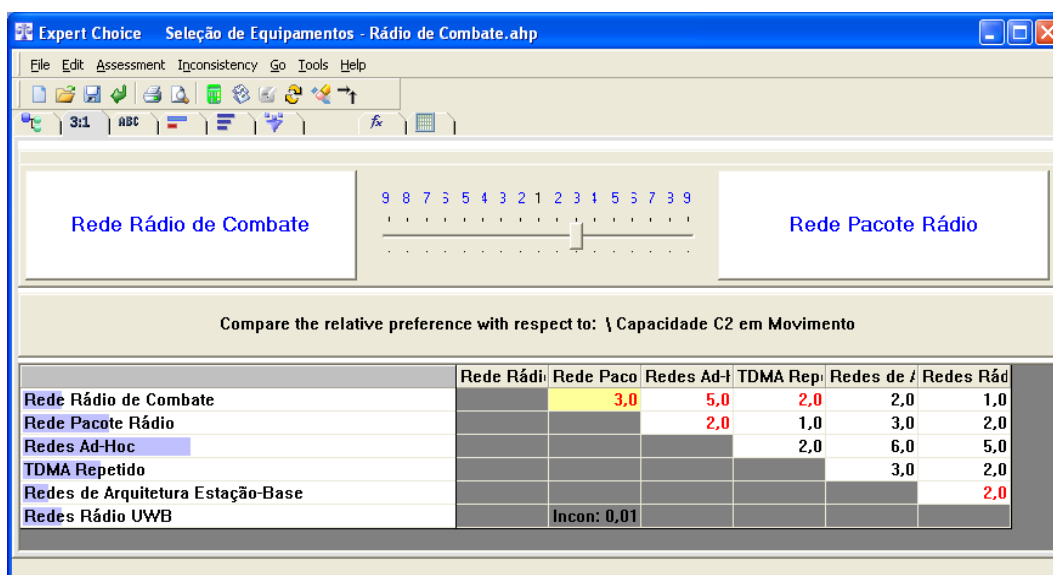 Expert Choice Seleção de Equipamentos - Rádio de Combate.ahp
File Edit Assessment Inconsistency Go Tools Help
3:1 ABC fx
9 8 7 6 5 4 3 2 1 2 3 4 5 6 7 8 9
Rede Rádio de Combate
Rede Pacote Rádio
Compare the relative preference with respect to: \ Capacidade C2 em Movimento
Rede Rádi Rede Paco Redes Ad-H TDMA Rep Redes de A Redes Rád
Rede Rádio de Combate 3,0 5,0 2,0 2,0 1,0
Rede Pacote Rádio 2,0 1,0 3,0 2,0
Redes Ad-Hoc 2,0 6,0 5,0
TDMA Repetido 3,0 2,0
Redes de Arquitetura Estação-Base 2,0
Redes Rádio UWB Incon: 0,01